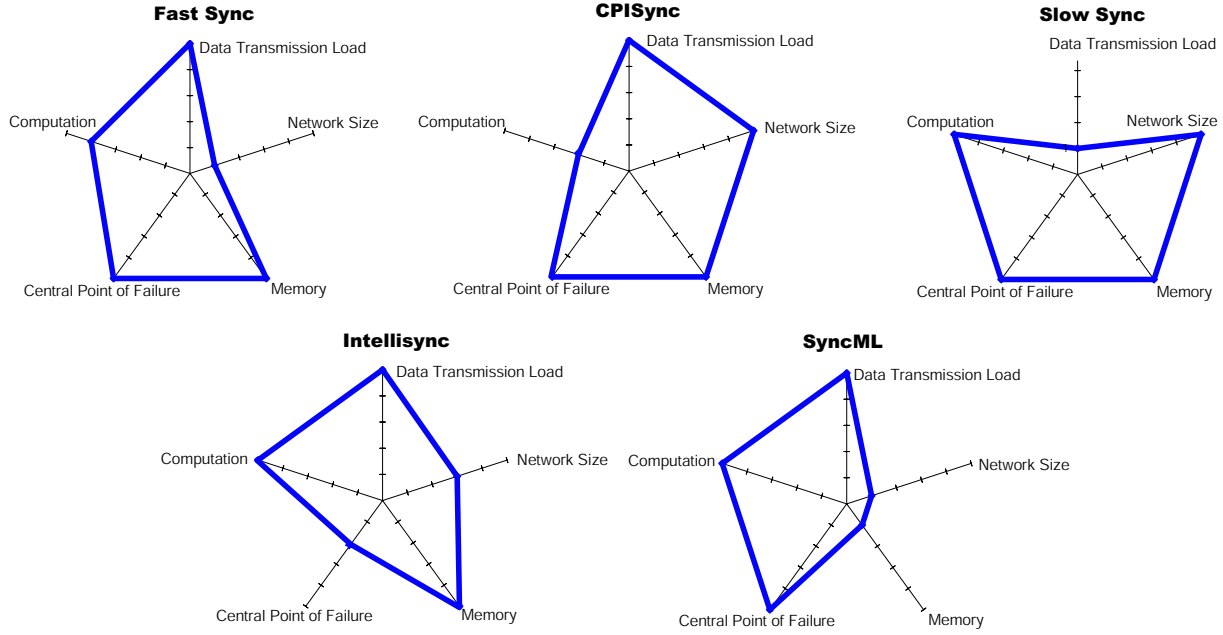 Fast Sync
Data Transmission Load
Computation
Network Size
Central Point of Failure
Memory
CPISync
Data Transmission Load
Computation
Network Size
Central Point of Failure
Memory
Slow Sync
Data Transmission Load
Computation
Network Size
Central Point of Failure
Memory
Intellisync
Data Transmission Load
Computation
Network Size
Central Point of Failure
Memory
SyncML
Data Transmission Load
Computation
Network Size
Central Point of Failure
Memory